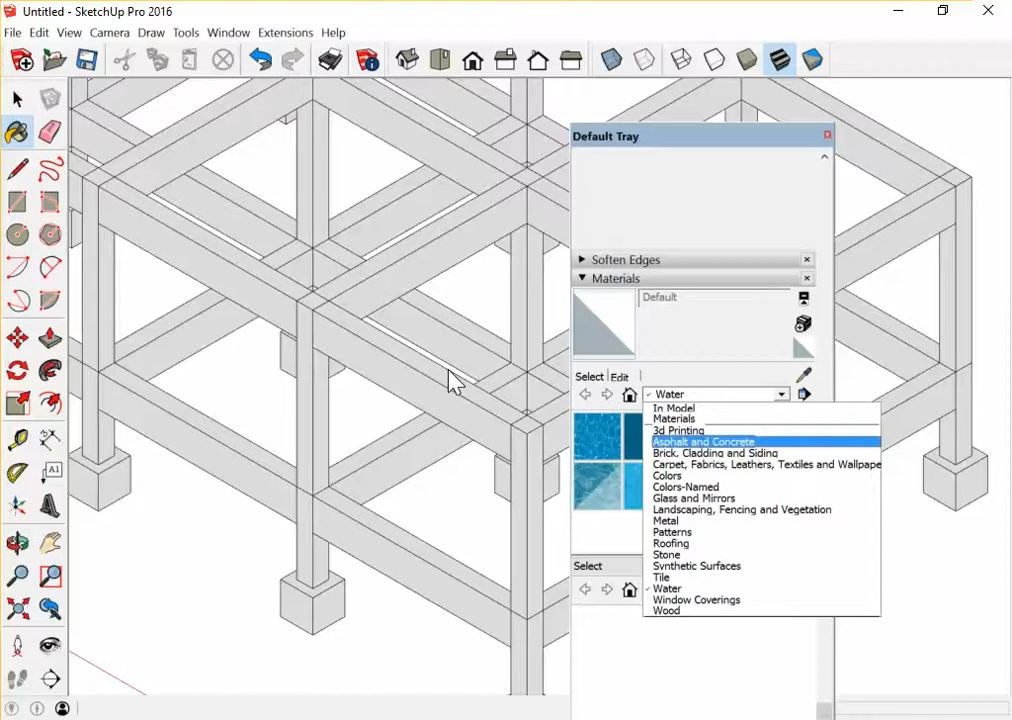 Untitled - SketchUp Pro 2016
File Edit View Camera Draw Tools Window Extensions Help
Default Tray
Soften Edges
Materials
Default
Select Edit
Water
In Model
Materials
3d Printing
Asphalt and Concrete
Brick, Cladding and Siding
Carpet, Fabrics, Leathers, Textiles and Wallpape
Colors
Colors-Named
Glass and Mirrors
Landscaping, Fencing and Vegetation
Metal
Patterns
Roofing
Stone
Synthetic Surfaces
Tile
Water
Window Coverings
Wood
Select
A1